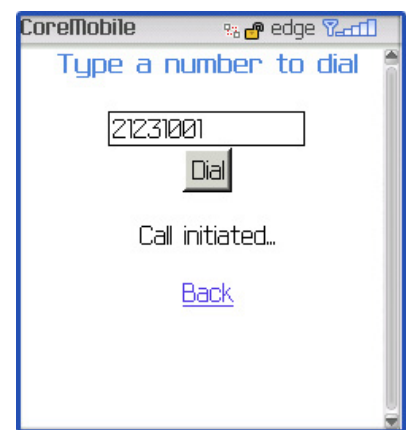 CoreMobile edge
Type a number to dial
21231001
Dial
Call initiated...
Back